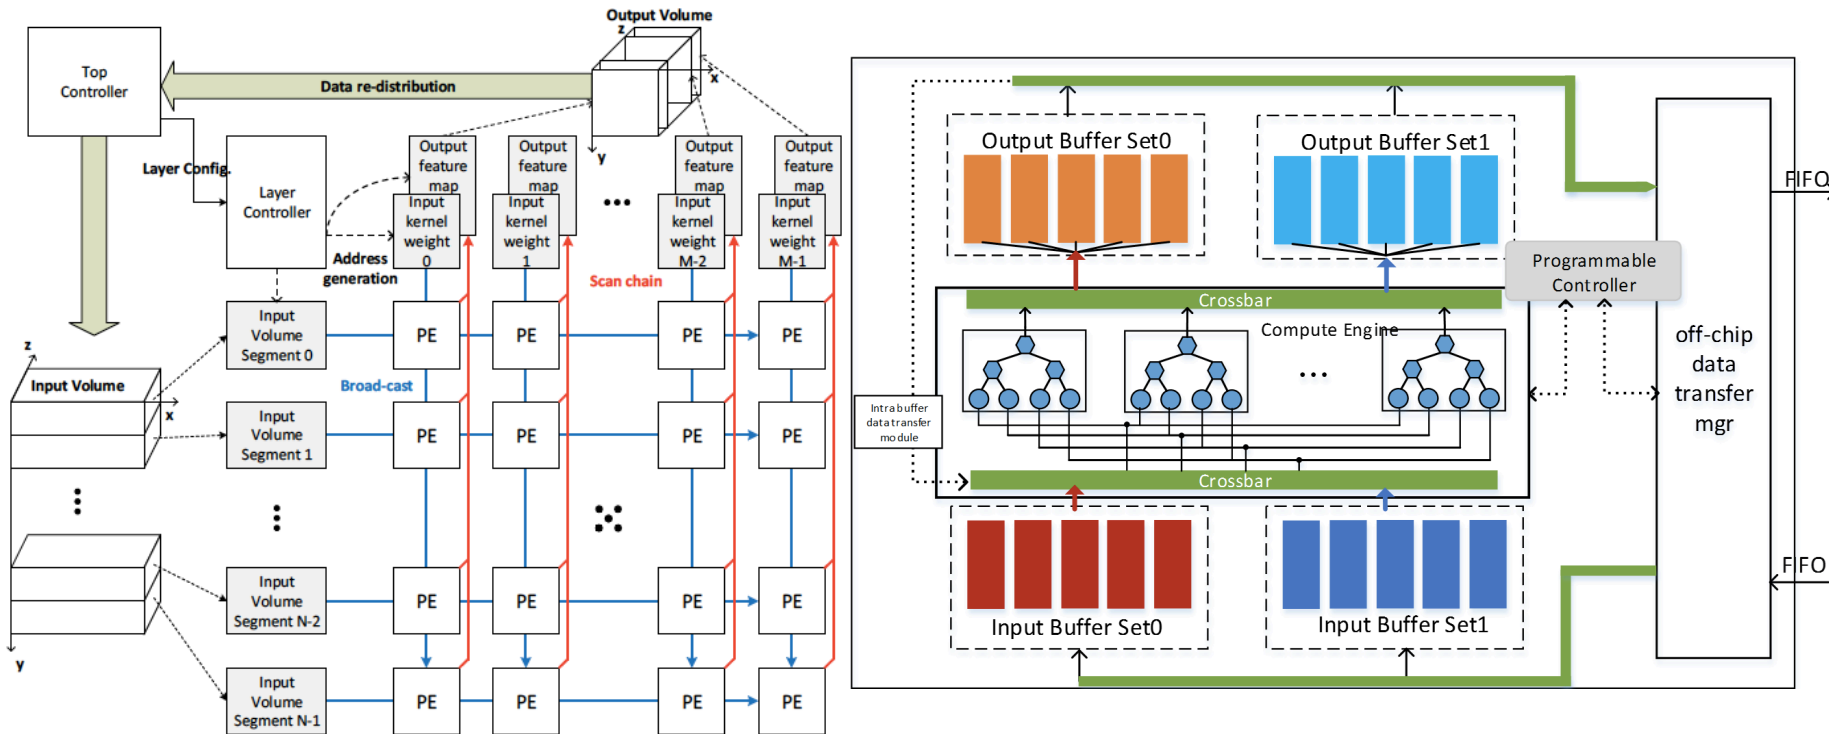 Output Volume
z
x
y
Top
Controller
Data re-distribution
Layer Config.
Layer
Controller
Address
generation
Output
feature
map
Input
kernel
weight
0
Output
feature
map
Input
kernel
weight
1
Output
feature
map
Input
kernel
weight
M-2
Output
feature
map
Input
kernel
weight
M-1
Scan chain
Input
Volume
Segment 0
PE
PE
PE
PE
Broad-cast
z
Input Volume
x
y
Input
Volume
Segment 1
PE
PE
PE
PE
Input
Volume
Segment N-2
PE
PE
PE
PE
Input
Volume
Segment N-1
PE
PE
PE
PE
Output Buffer Set0
Output Buffer Set1
FIFO
Programmable
Controller
Crossbar
Compute Engine
off-chip
data
transfer
mgr
Intra buffer
data transfer
module
Crossbar
FIFO
Input Buffer Set0
Input Buffer Set1